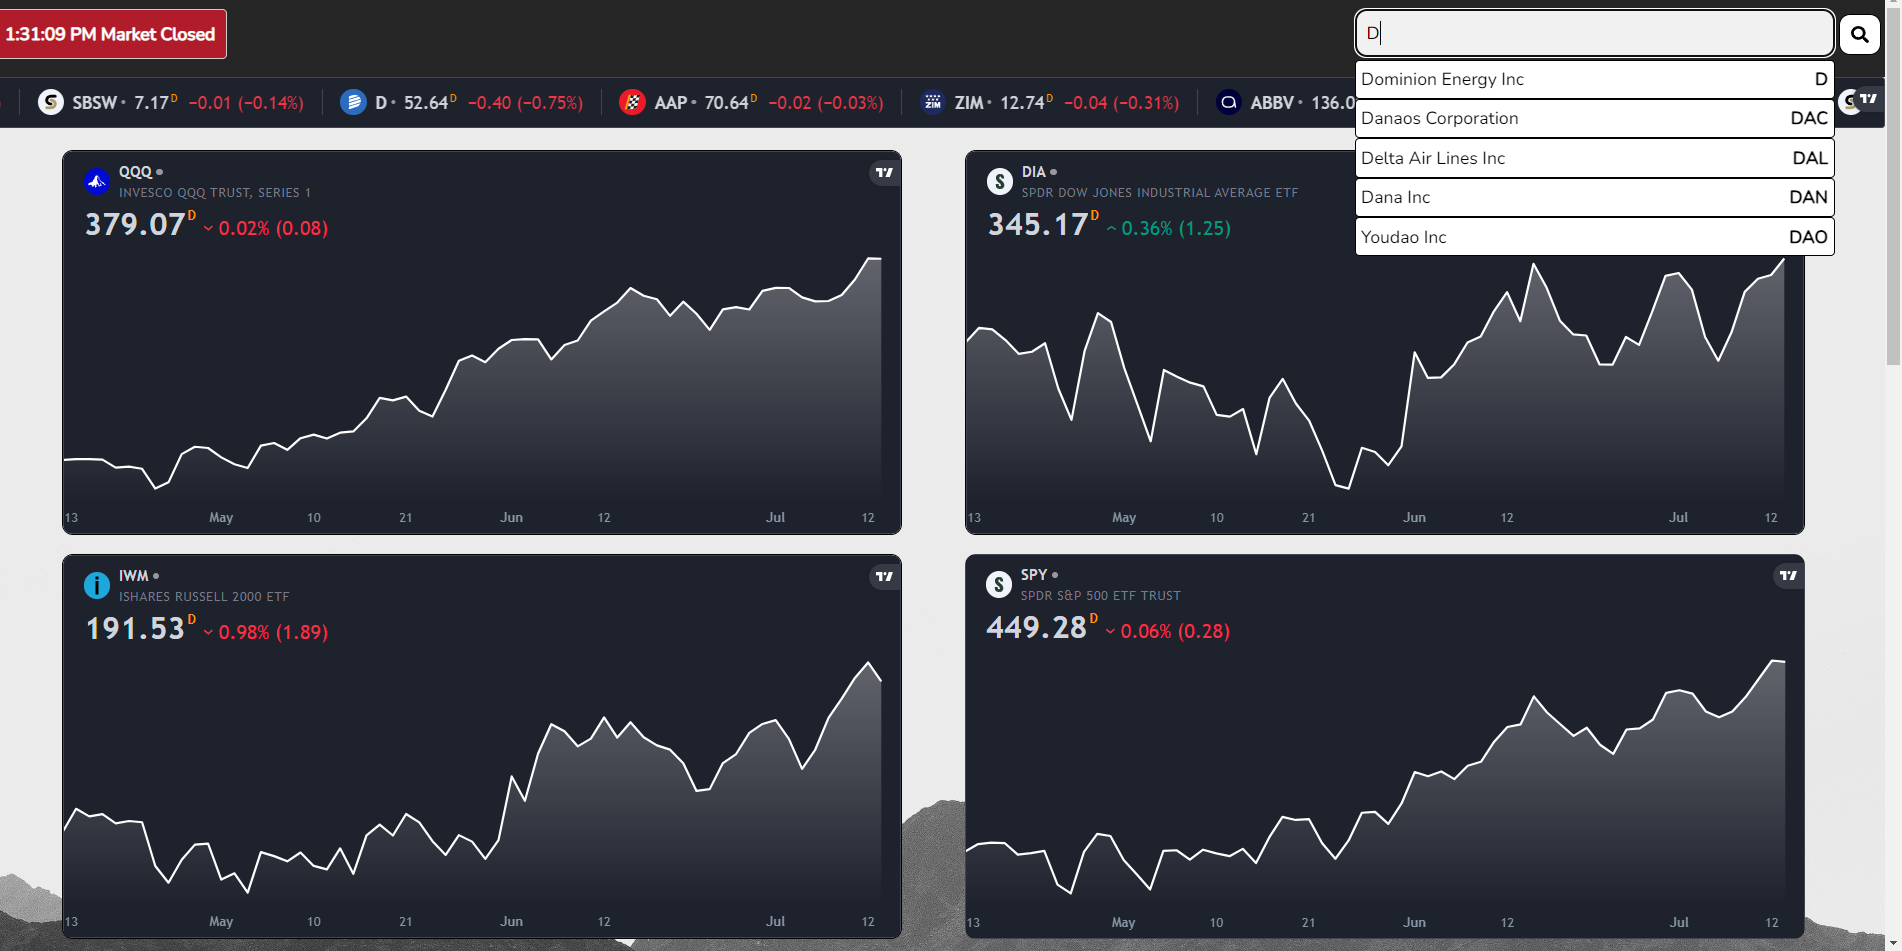 1:31:09 PM Market Closed
D
Dominion Energy Inc D
Danaos Corporation DAC
Delta Air Lines Inc DAL
Dana Inc DAN
Youdao Inc DAO
SBSW • 7.17 D −0.01 (−0.14%) D • 52.64 D −0.40 (−0.75%) AAP • 70.64 D −0.02 (−0.03%) ZIM • 12.74 D −0.04 (−0.31%) ABBV • 136.0
QQQ
INVESCO QQQ TRUST, SERIES 1
379.07 D 0.02% (0.08)
13 May 10 21 Jun 12 Jul 12
DIA
SPDR DOW JONES INDUSTRIAL AVERAGE ETF
345.17 D 0.36% (1.25)
13 May 10 21 Jun 12 Jul 12
IWM
ISHARES RUSSELL 2000 ETF
191.53 D 0.98% (1.89)
13 May 10 21 Jun 12 Jul 12
SPY
SPDR S&P 500 ETF TRUST
449.28 D 0.06% (0.28)
13 May 10 21 Jun 12 Jul 12